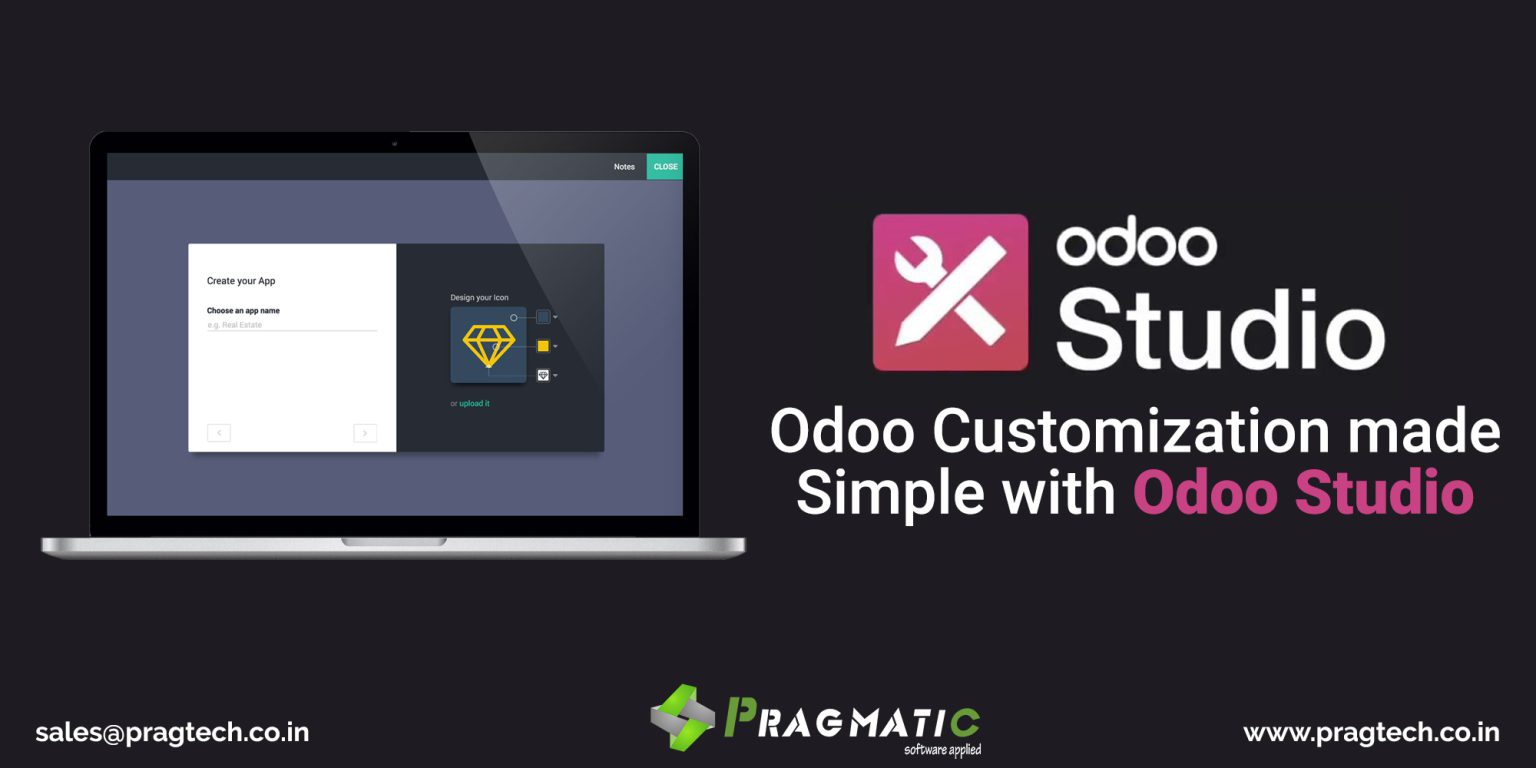 Notes
CLOSE
Create your App
Choose an app name
e.g. Real Estate
Design your Icon
or upload it
odoo
Studio
Odoo Customization made
Simple with Odoo Studio
sales@pragtech.co.in
PRAGMATIC
software applied
www.pragtech.co.in